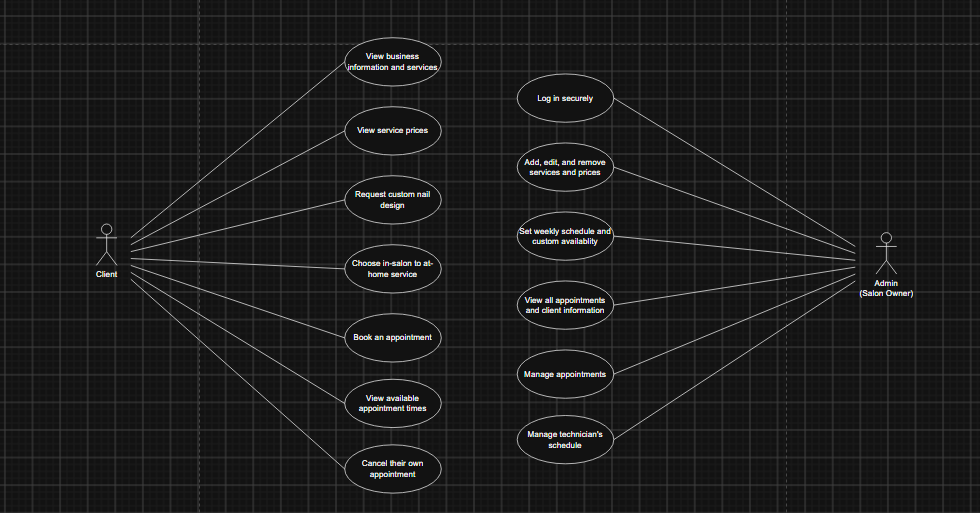 View business
information and services
View service prices
Request custom nail
design
Choose in-salon to at-
home service
Book an appointment
View available
appointment times
Cancel their own
appointment
Client
Log in securely
Add, edit, and remove
services and prices
Set weekly schedule and
custom availablity
View all appointments
and client information
Manage appointments
Manage technician's
schedule
Admin
(Salon Owner)